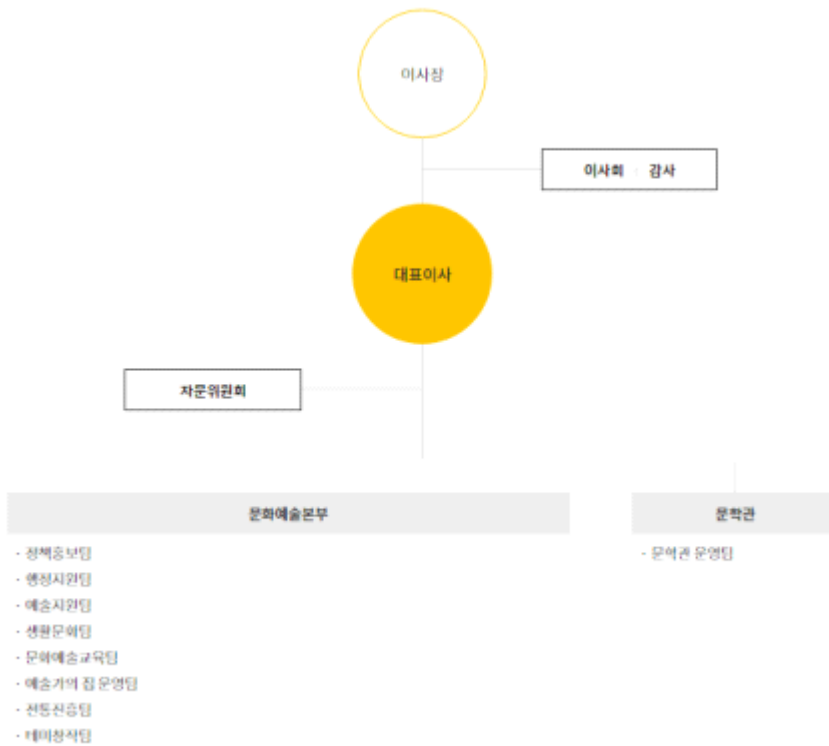 이사장
이사회 · 감사
대표이사
자문위원회
문화예술본부
문학관
· 정책홍보팀
· 행정지원팀
· 예술지원팀
· 생활문화팀
· 문화예술교육팀
· 예술가의 집 운영팀
· 전통진흥팀
· 테미창작팀
· 문학관 운영팀